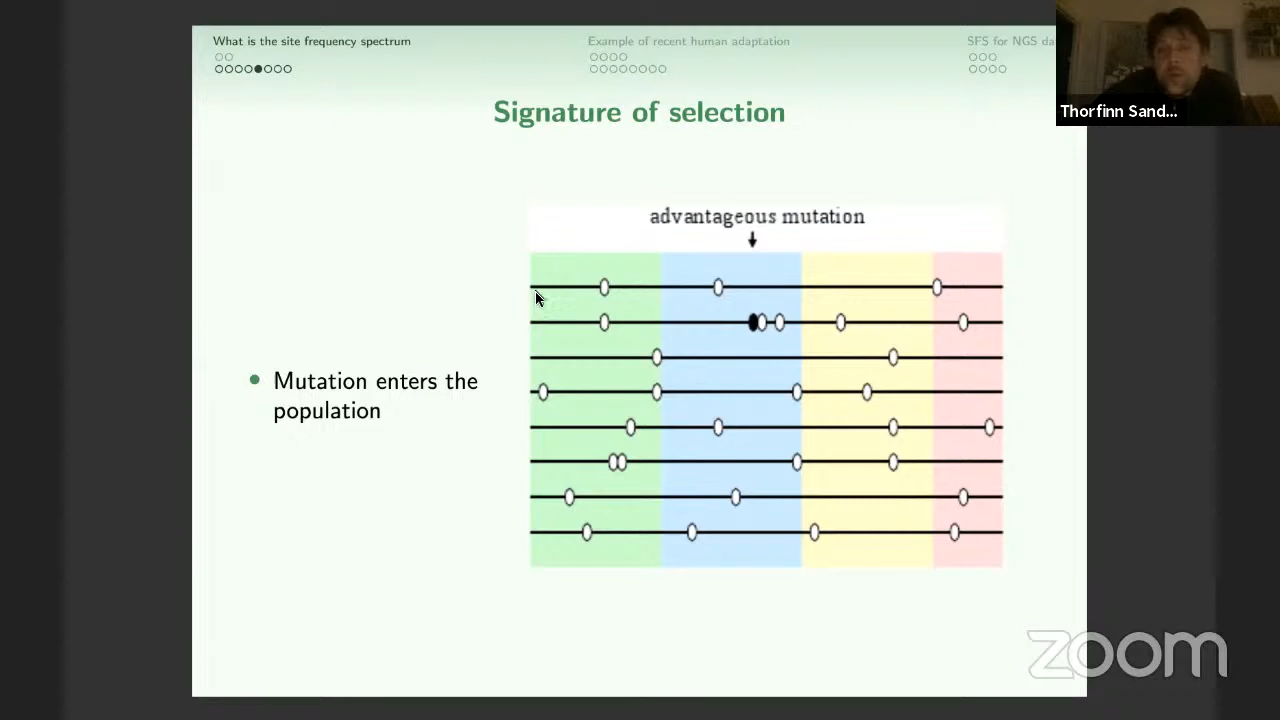 What is the site frequency spectrum
Example of recent human adaptation
SFS for NGS da
Thorfinn Sand...
Signature of selection
advantageous mutation
Mutation enters the
population
zoom